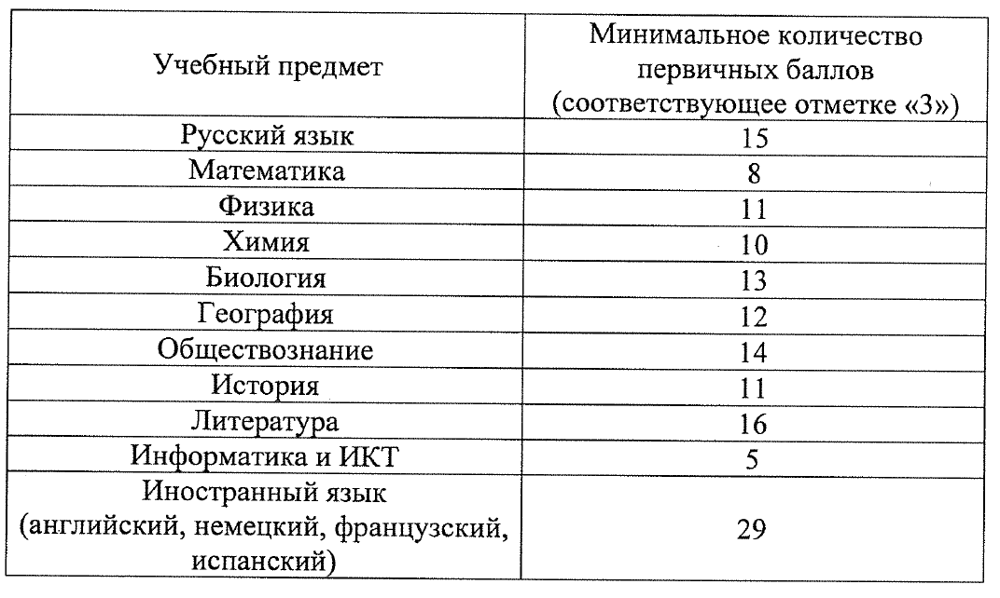 Учебный предмет
Минимальное количество
первичных баллов
(соответствующее отметке «3»)
Русский язык 15
Математика 8
Физика 11
Химия 10
Биология 13
География 12
Обществознание 14
История 11
Литература 16
Информатика и ИКТ 5
Иностранный язык
(английский, немецкий, французский,
испанский)
29